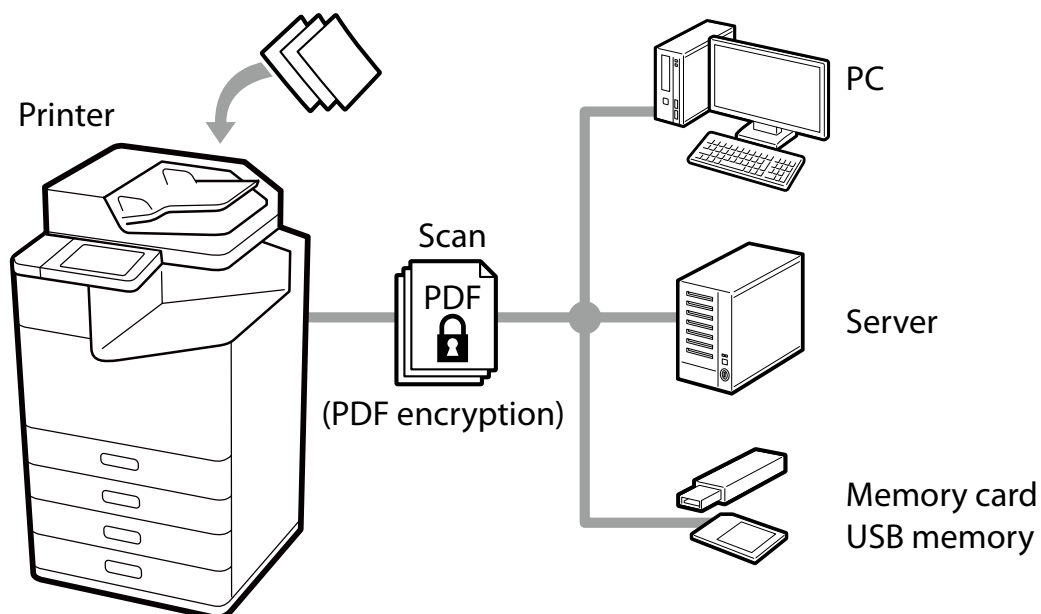 Printer
Scan
PDF
(PDF encryption)
PC
Server
Memory card
USB memory